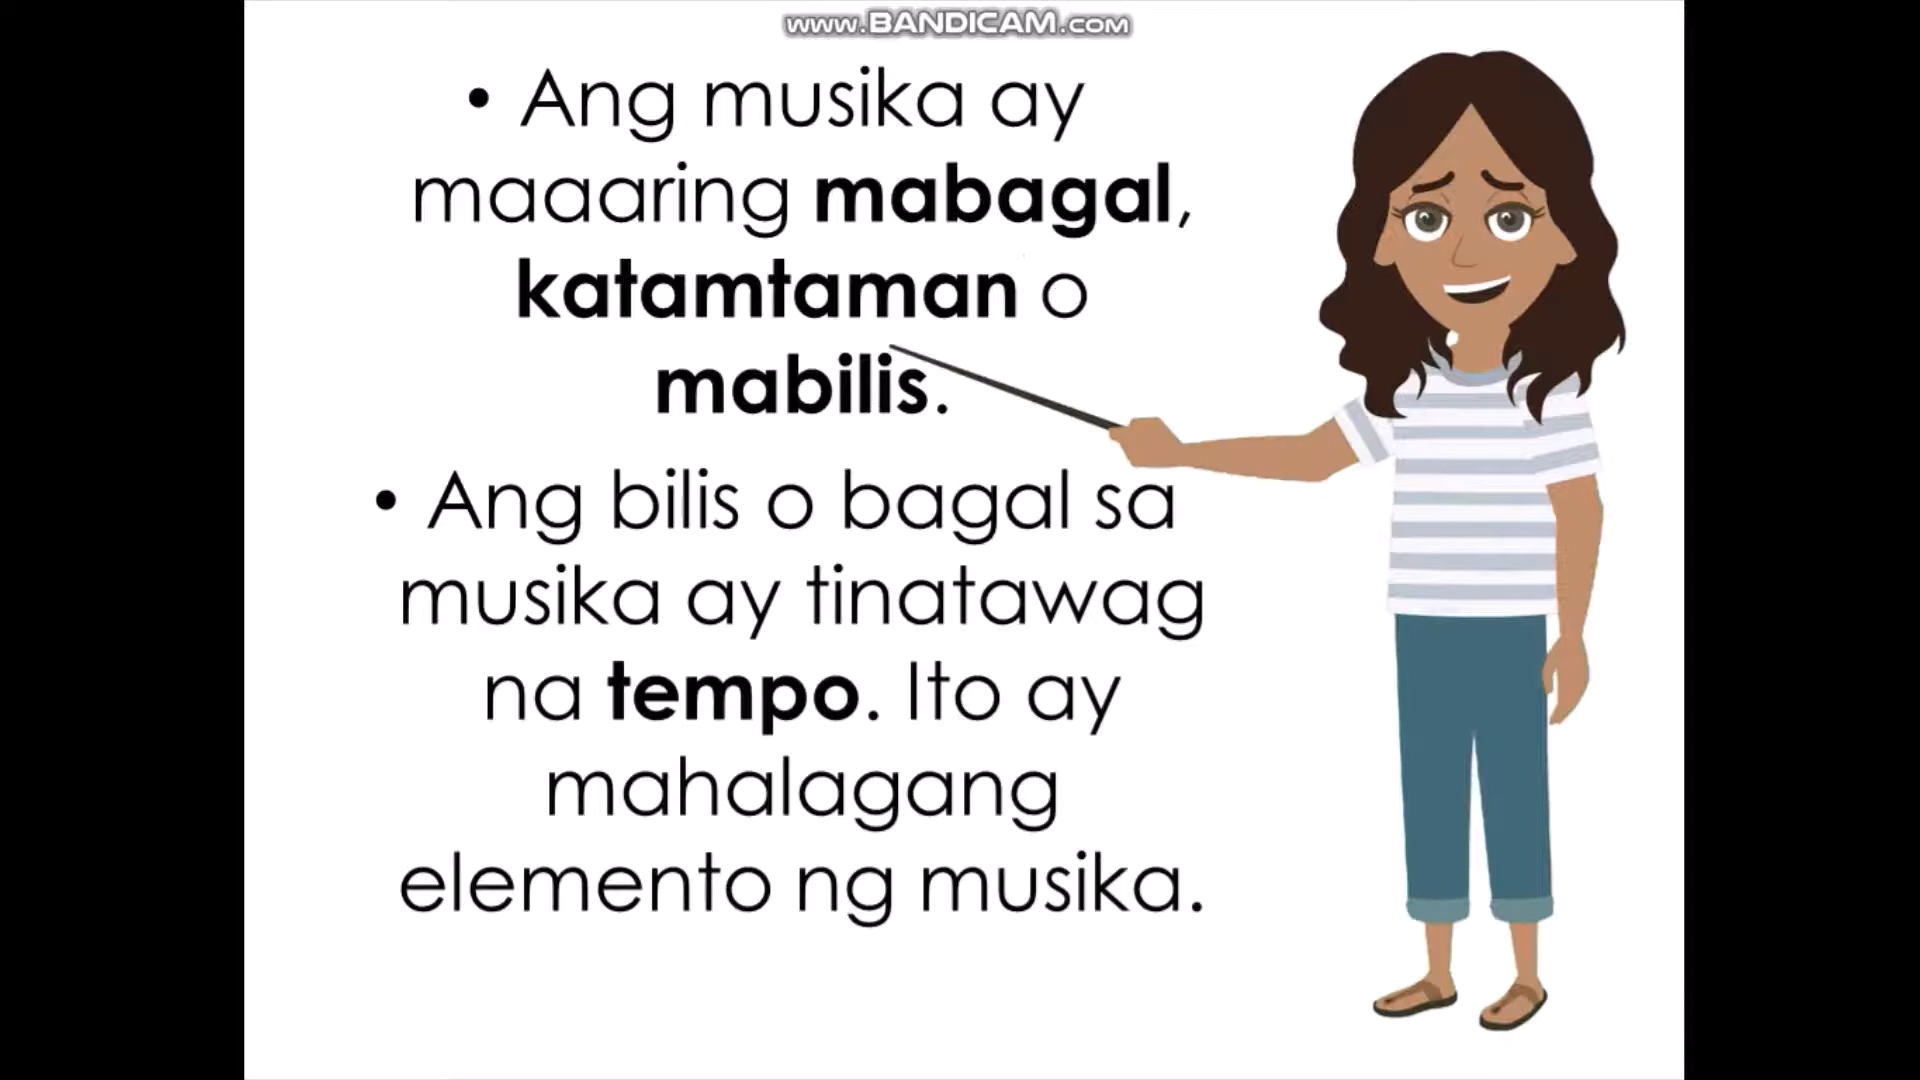 www.BANDICAM.com
• Ang musika ay
maaaring mabagal,
katamtaman o
mabilis.
• Ang bilis o bagal sa
musika ay tinatawag
na tempo. Ito ay
mahalagang
elemento ng musika.